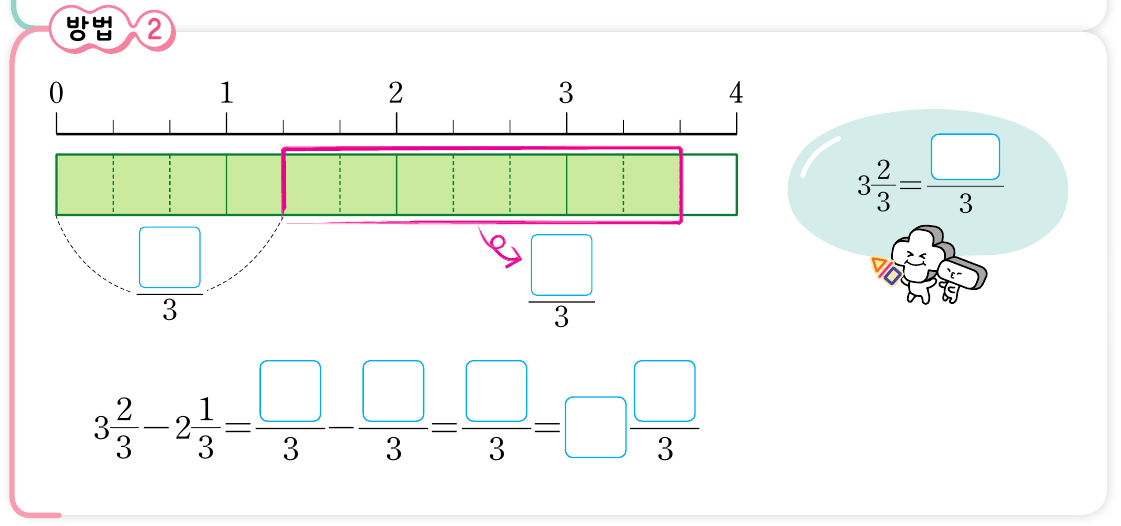 방법 2
0 1 2 3 4
3 2/3 = □/3
□/3
□/3
3 2/3 − 2 1/3 = □/3 − □/3 = □/3 = □ □/3